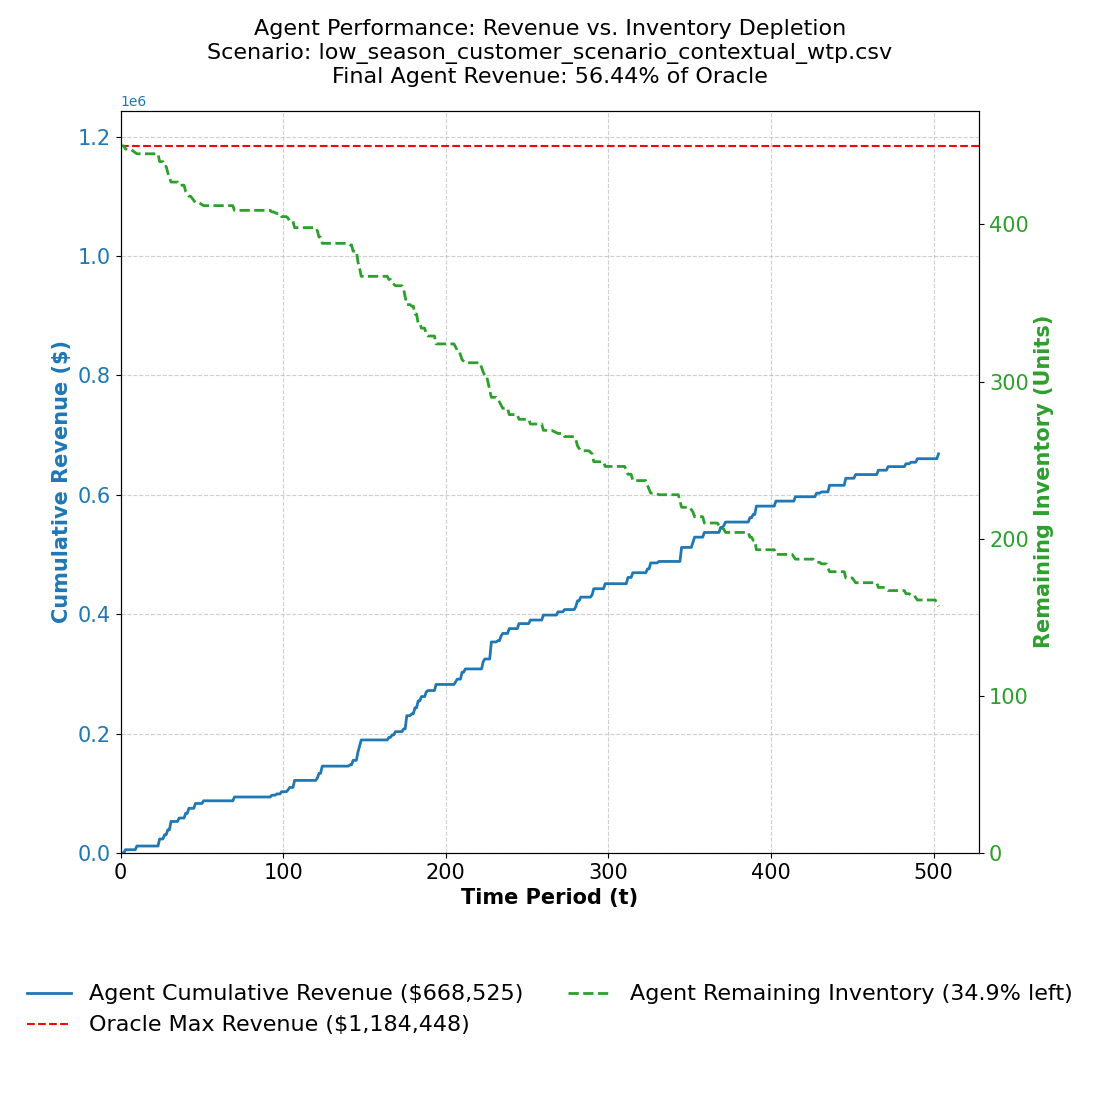 Agent Performance: Revenue vs. Inventory Depletion
Scenario: low_season_customer_scenario_contextual_wtp.csv
Final Agent Revenue: 56.44% of Oracle
1e6
1.2
1.0
0.8
0.6
0.4
0.2
0.0
Cumulative Revenue ($)
400
300
200
100
0
Remaining Inventory (Units)
0 100 200 300 400 500
Time Period (t)
Agent Cumulative Revenue ($668,525)
Oracle Max Revenue ($1,184,448)
Agent Remaining Inventory (34.9% left)